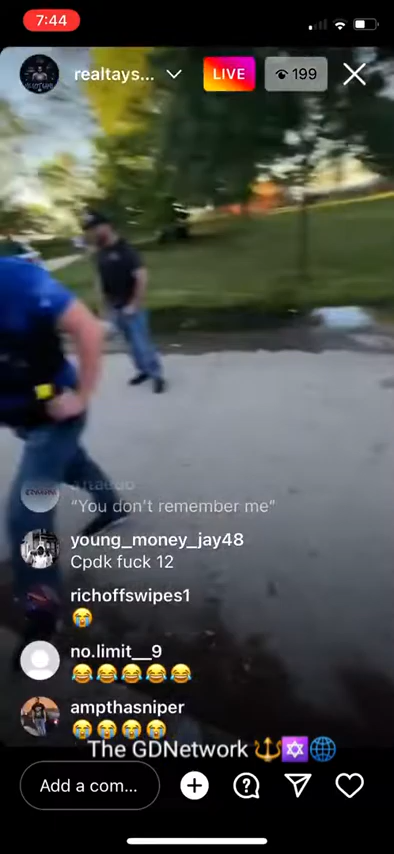 7:44
realtays...
LIVE
199
"You don't remember me"
young_money_jay48
Cpdk fuck 12
richoffswipes1
😭
no.limit__9
😂😂😂😂😂
ampthasniper
😭😭😭😭
The GDNetwork 🔱🔯🌐
Add a com...